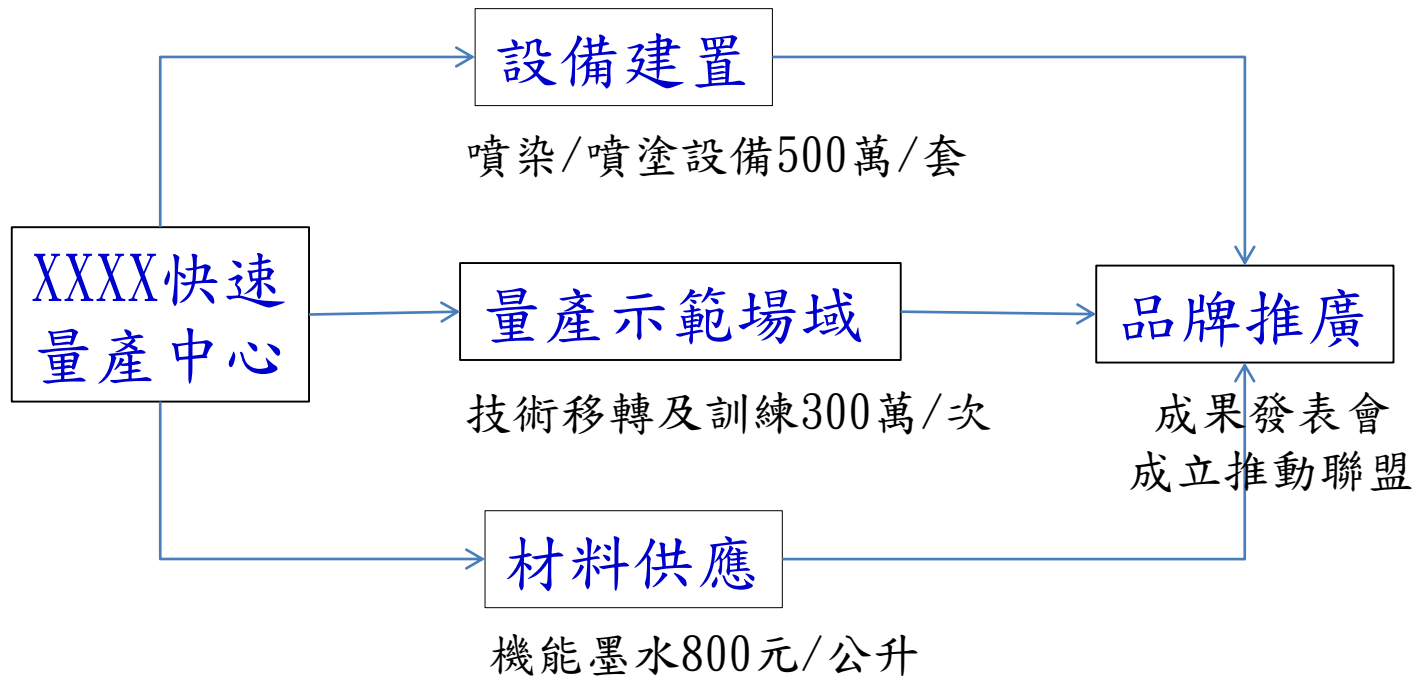 設備建置
噴染/噴塗設備500萬/套
XXXX快速
量產中心
量產示範場域
技術移轉及訓練300萬/次
品牌推廣
成果發表會
成立推動聯盟
材料供應
機能墨水800元/公升